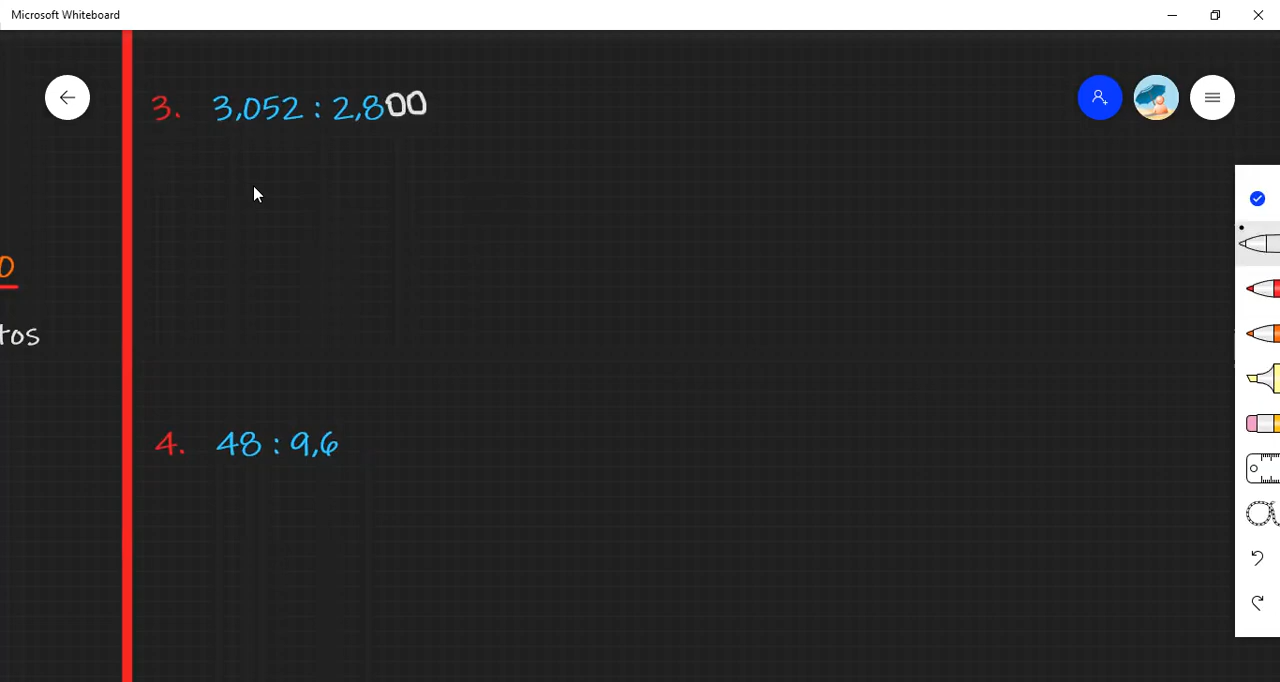 Microsoft Whiteboard
3. 3,052 : 2,800
0
tos
4. 48 : 9,6